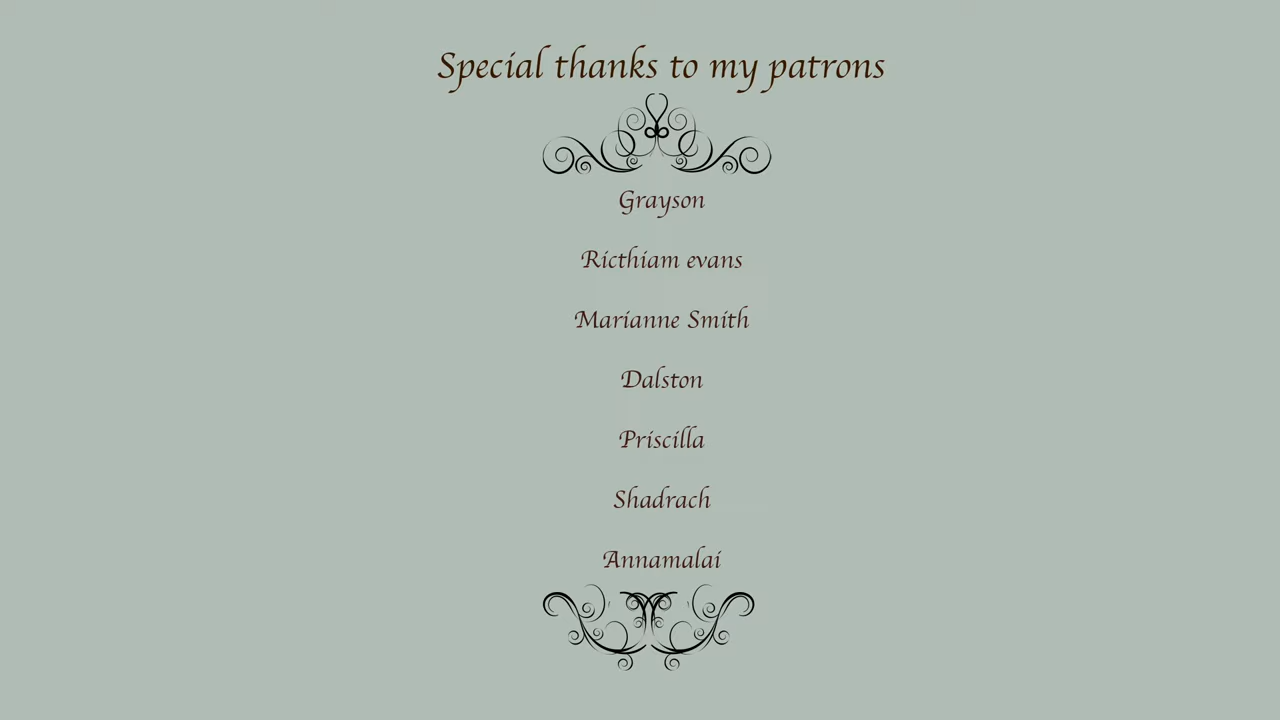 Special thanks to my patrons
Grayson
Ricthiam evans
Marianne Smith
Dalston
Priscilla
Shadrach
Annamalai